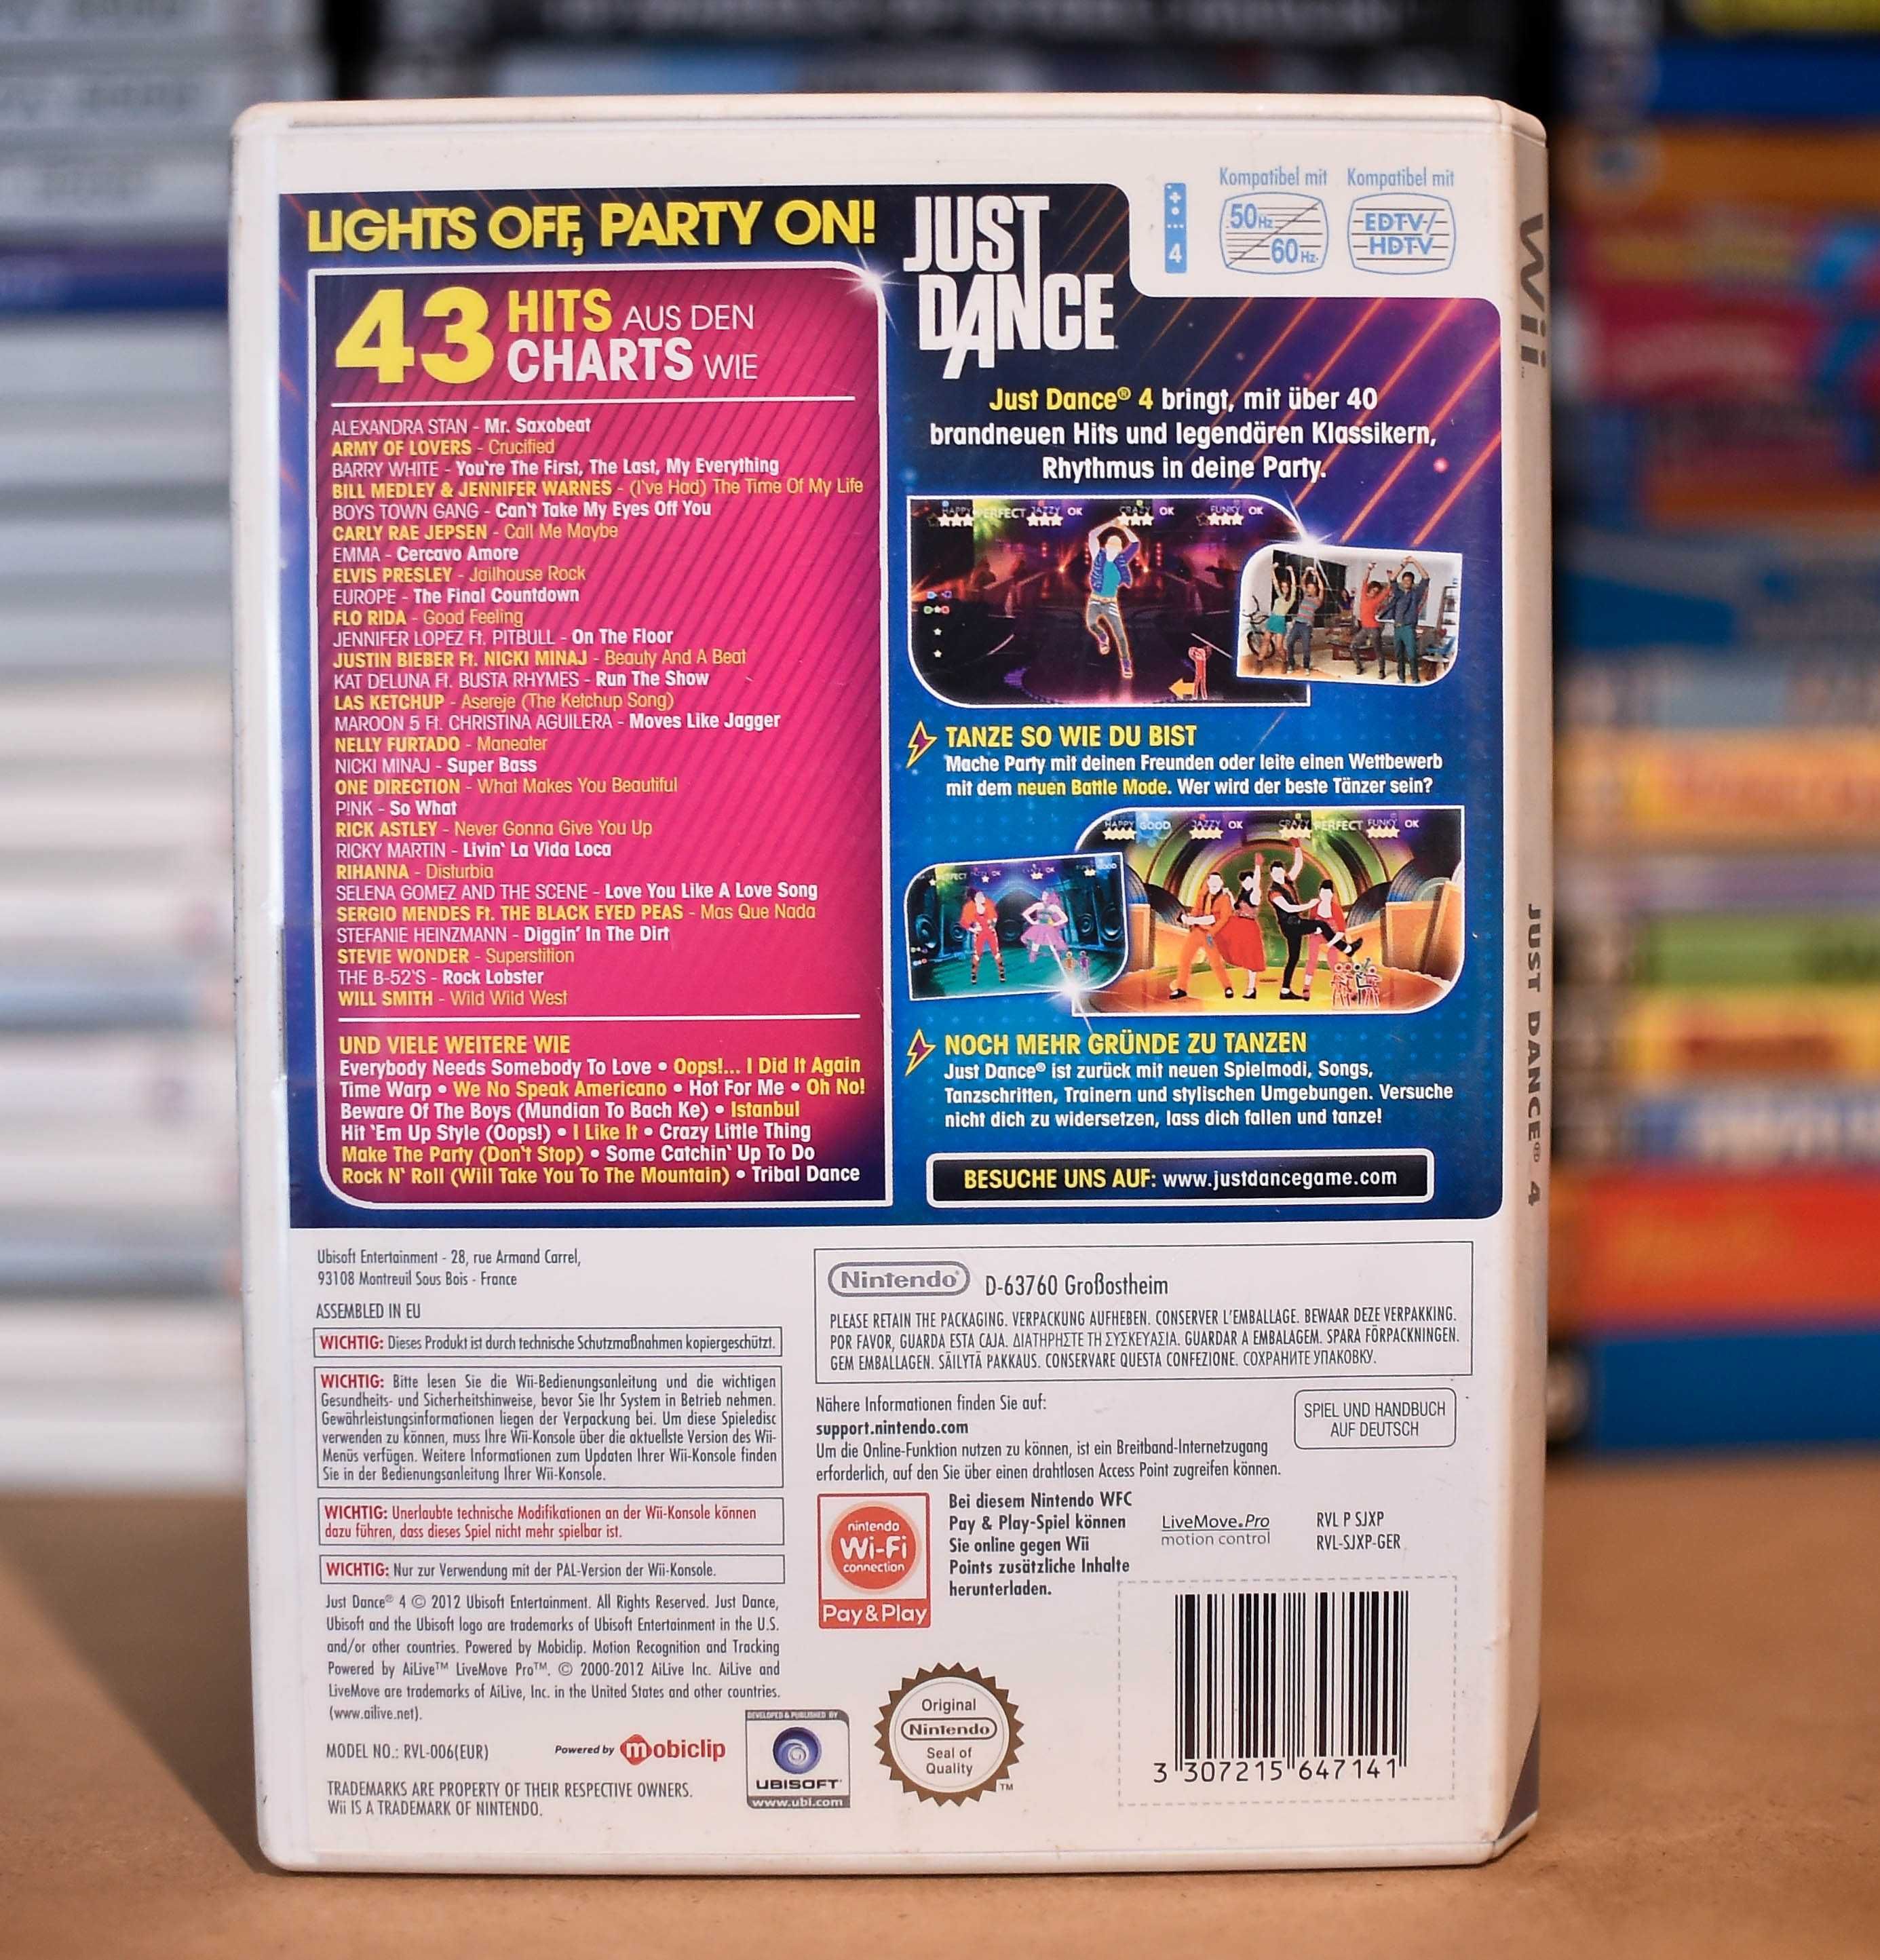 LIGHTS OFF, PARTY ON!
43 HITS AUS DEN
CHARTS WIE
ALEXANDRA STAN - Mr. Saxobeat
ARMY OF LOVERS - Crucified
BARRY WHITE - You're The First, The Last, My Everything
BILL MEDLEY & JENNIFER WARNES - (I've Had) The Time Of My Life
BOYS TOWN GANG - Can't Take My Eyes Off You
CARLY RAE JEPSEN - Call Me Maybe
EMMA - Cercavo Amore
ELVIS PRESLEY - Jailhouse Rock
EUROPE - The Final Countdown
FLO RIDA - Good Feeling
JENNIFER LOPEZ Ft. PITBULL - On The Floor
JUSTIN BIEBER Ft. NICKI MINAJ - Beauty And A Beat
KAT DELUNA Ft. BUSTA RHYMES - Run The Show
LAS KETCHUP - Asereje (The Ketchup Song)
MAROON 5 Ft. CHRISTINA AGUILERA - Moves Like Jagger
NELLY FURTADO - Maneater
NICKI MINAJ - Super Bass
ONE DIRECTION - What Makes You Beautiful
P!NK - So What
RICK ASTLEY - Never Gonna Give You Up
RICKY MARTIN - Livin' La Vida Loca
RIHANNA - Disturbia
SELENA GOMEZ AND THE SCENE - Love You Like A Love Song
SERGIO MENDES Ft. THE BLACK EYED PEAS - Mas Que Nada
STEFANIE HEINZMANN - Diggin' In The Dirt
STEVIE WONDER - Superstition
THE B-52'S - Rock Lobster
WILL SMITH - Wild Wild West
UND VIELE WEITERE WIE
Everybody Needs Somebody To Love • Oops!... I Did It Again
Time Warp • We No Speak Americano • Hot For Me • Oh No!
Beware Of The Boys (Mundian To Bach Ke) • Istanbul
Hit 'Em Up Style (Oops!) • I Like It • Crazy Little Thing
Make The Party (Don't Stop) • Some Catchin' Up To Do
Rock N' Roll (Will Take You To The Mountain) • Tribal Dance
JUST
DANCE
4
Kompatibel mit
50Hz
60Hz
Kompatibel mit
EDTV/
HDTV
Just Dance® 4 bringt, mit über 40
brandneuen Hits und legendären Klassikern,
Rhythmus in deine Party.
HAPPY PERFECT JAZZY OK CRAZY OK FUNKY OK
TANZE SO WIE DU BIST
Mache Party mit deinen Freunden oder leite einen Wettbewerb
mit dem neuen Battle Mode. Wer wird der beste Tänzer sein?
HAPPY GOOD JAZZY OK CRAZY PERFECT FUNKY OK
NOCH MEHR GRÜNDE ZU TANZEN
Just Dance® ist zurück mit neuen Spielmodi, Songs,
Tanzschritten, Trainern und stylischen Umgebungen. Versuche
nicht dich zu widersetzen, lass dich fallen und tanze!
BESUCHE UNS AUF: www.justdancegame.com
Wii
JUST DANCE® 4
Ubisoft Entertainment - 28, rue Armand Carrel,
93108 Montreuil Sous Bois - France
ASSEMBLED IN EU
WICHTIG: Dieses Produkt ist durch technische Schutzmaßnahmen kopiergeschützt.
WICHTIG: Bitte lesen Sie die Wii-Bedienungsanleitung und die wichtigen
Gesundheits- und Sicherheitshinweise, bevor Sie Ihr System in Betrieb nehmen.
Gewährleistungsinformationen liegen der Verpackung bei. Um diese Spieledisc
verwenden zu können, muss Ihre Wii-Konsole über die aktuellste Version des Wii-
Menüs verfügen. Weitere Informationen zum Updaten Ihrer Wii-Konsole finden
Sie in der Bedienungsanleitung Ihrer Wii-Konsole.
WICHTIG: Unerlaubte technische Modifikationen an der Wii-Konsole können
dazu führen, dass dieses Spiel nicht mehr spielbar ist.
WICHTIG: Nur zur Verwendung mit der PAL-Version der Wii-Konsole.
Just Dance® 4 © 2012 Ubisoft Entertainment. All Rights Reserved. Just Dance,
Ubisoft and the Ubisoft logo are trademarks of Ubisoft Entertainment in the U.S.
and/or other countries. Powered by Mobiclip. Motion Recognition and Tracking
Powered by AiLive™ LiveMove Pro™. © 2000-2012 AiLive Inc. AiLive and
LiveMove are trademarks of AiLive, Inc. in the United States and other countries.
(www.ailive.net).
MODEL NO.: RVL-006(EUR)
Powered by mobiclip
TRADEMARKS ARE PROPERTY OF THEIR RESPECTIVE OWNERS.
Wii IS A TRADEMARK OF NINTENDO.
DEVELOPED & PUBLISHED BY
UBISOFT
www.ubi.com
Nintendo® D-63760 Großostheim
PLEASE RETAIN THE PACKAGING. VERPACKUNG AUFHEBEN. CONSERVER L'EMBALLAGE. BEWAAR DEZE VERPAKKING.
POR FAVOR, GUARDA ESTA CAJA. ΔΙΑΤΗΡΗΣΤΕ ΤΗ ΣΥΣΚΕΥΑΣΙΑ. GUARDAR A EMBALAGEM. SPARA FÖRPACKNINGEN.
GEM EMBALLAGEN. SÄILYTÄ PAKKAUS. CONSERVARE QUESTA CONFEZIONE. СОХРАНИТЕ УПАКОВКУ.
Nähere Informationen finden Sie auf:
support.nintendo.com
Um die Online-Funktion nutzen zu können, ist ein Breitband-Internetzugang
erforderlich, auf den Sie über einen drahtlosen Access Point zugreifen können.
SPIEL UND HANDBUCH
AUF DEUTSCH
nintendo
Wi-Fi
connection
Pay & Play
Bei diesem Nintendo WFC
Pay & Play-Spiel können
Sie online gegen Wii
Points zusätzliche Inhalte
herunterladen.
LiveMove.Pro
motion control
RVL P SJXP
RVL-SJXP-GER
Original
Nintendo
Seal of
Quality
TM
3 307215 647141